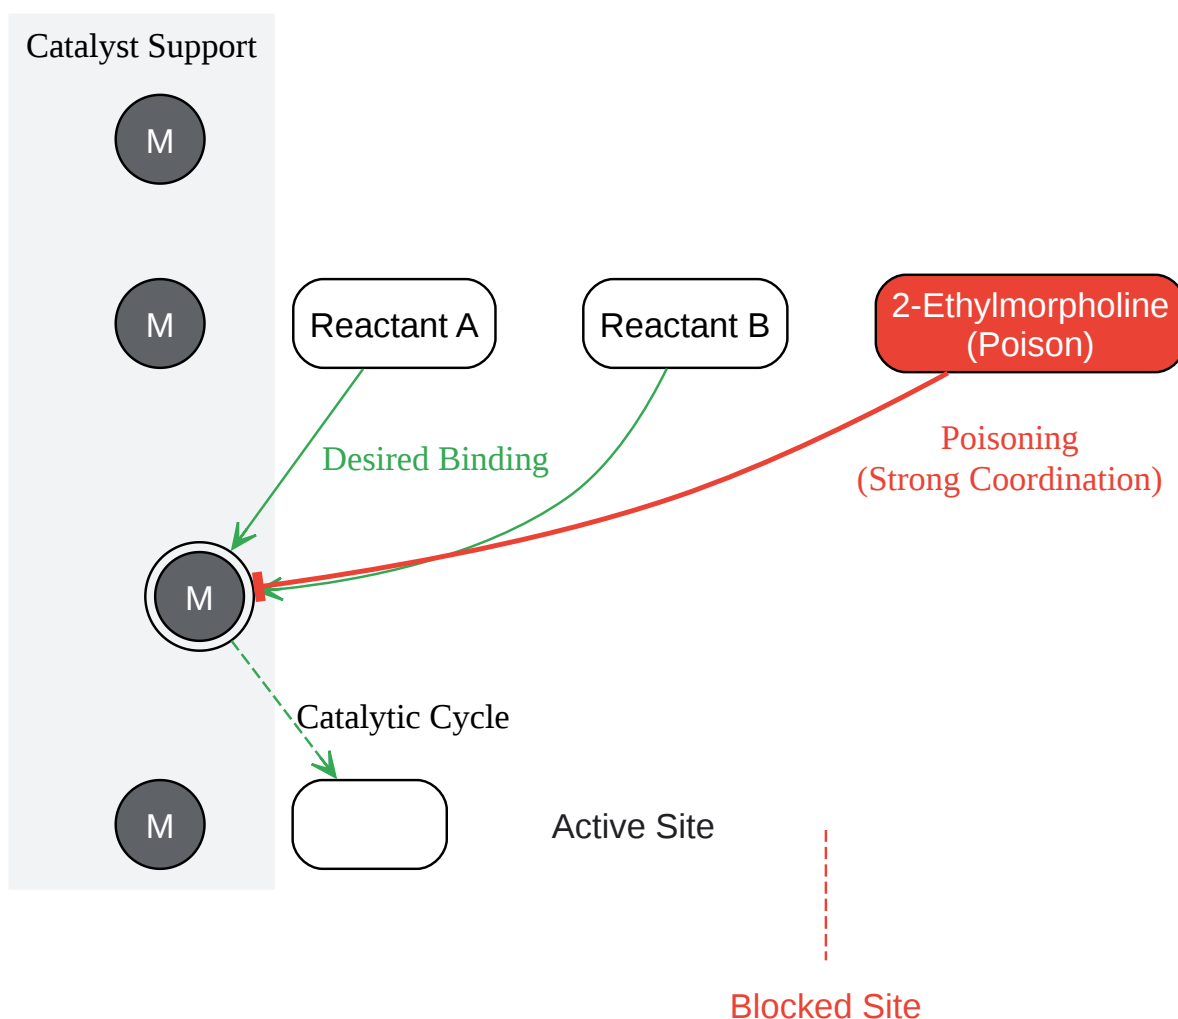 Catalyst Support
M
M
Reactant A
Reactant B
2-Ethylmorpholine
(Poison)
Desired Binding
Poisoning
(Strong Coordination)
M
Catalytic Cycle
M
Active Site
Blocked Site